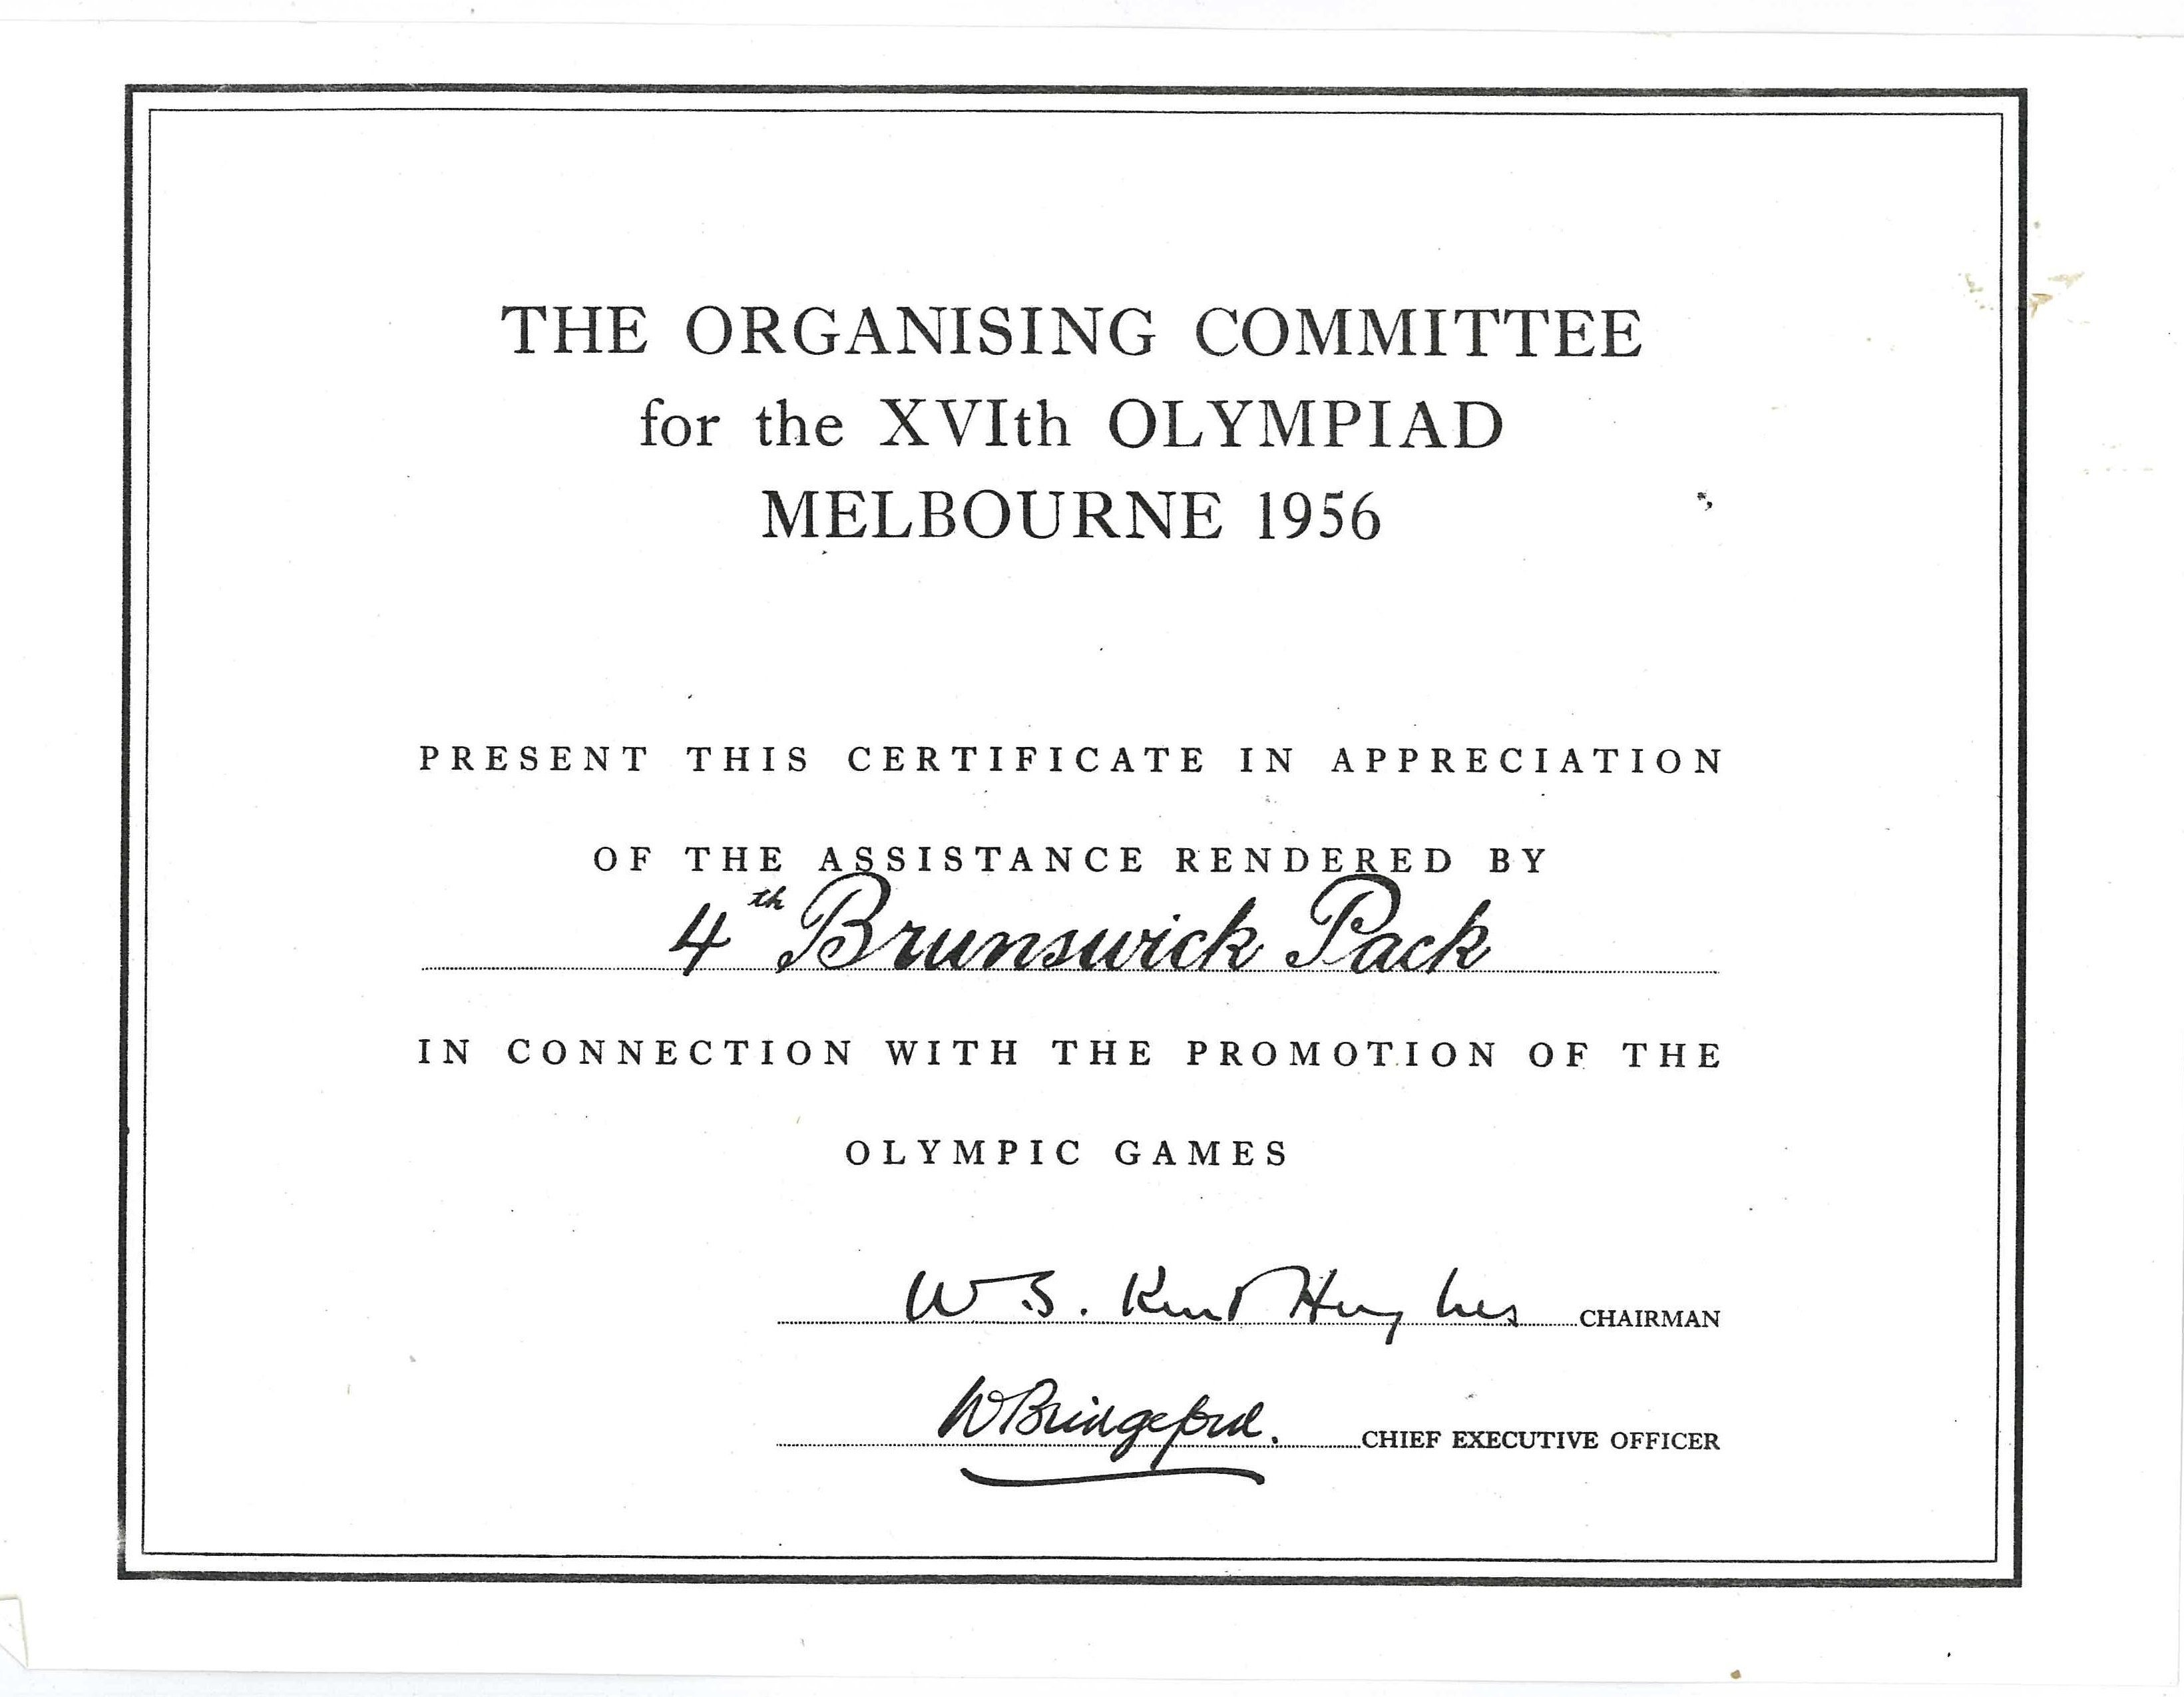 THE ORGANISING COMMITTEE
for the XVIth OLYMPIAD
MELBOURNE 1956
PRESENT THIS CERTIFICATE IN APPRECIATION
OF THE ASSISTANCE RENDERED BY
4th Brunswick Pack
IN CONNECTION WITH THE PROMOTION OF THE
OLYMPIC GAMES
W. S. Kent Hughes CHAIRMAN
W Bridgeford. CHIEF EXECUTIVE OFFICER